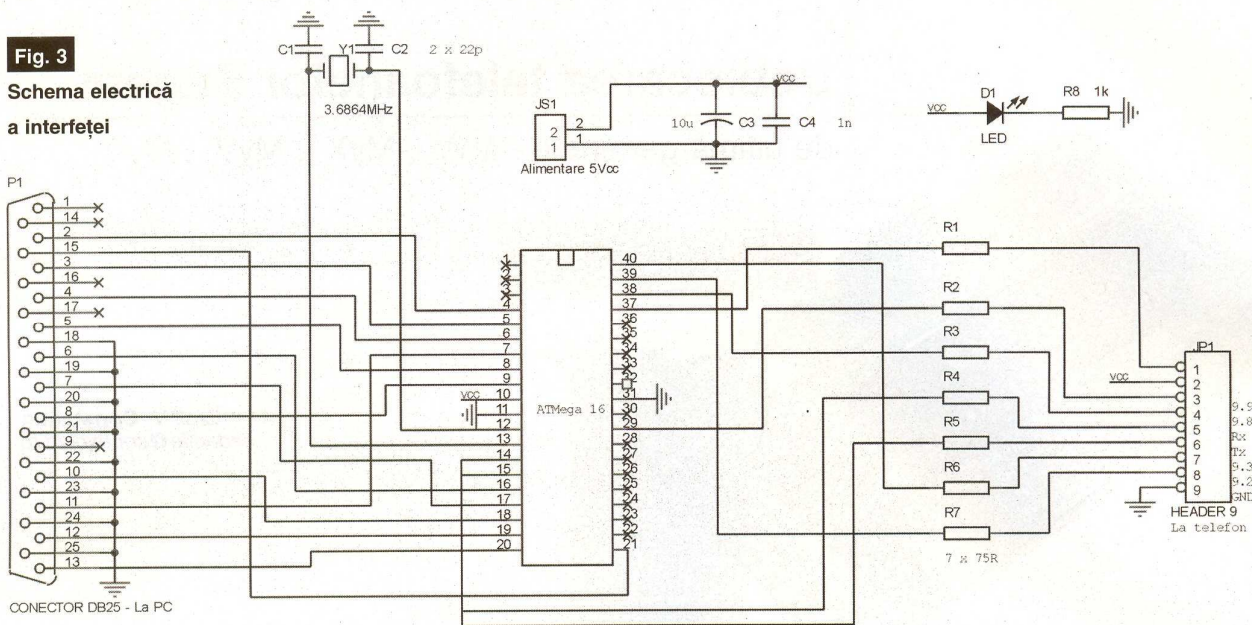 Fig. 3
Schema electrică
a interfeței
C1
Y1
C2
2 x 22p
3.6864MHz
JS1
2
1
2
1
Alimentare 5Vcc
VCC
10u
C3
C4
1n
D1
VCC
LED
R8
1k
P1
1
14
2
15
3
16
4
17
5
18
6
19
7
20
8
21
9
22
10
23
11
24
12
25
13
CONECTOR DB25 - La PC
ATMega 16
VCC
1
2
3
4
5
6
7
8
9
10
11
12
13
14
15
16
17
18
19
20
40
39
38
37
36
35
34
33
32
31
30
29
28
27
26
25
24
23
22
21
R1
R2
R3
R4
R5
R6
R7
7 x 75R
VCC
JP1
1
2
3
4
5
6
7
8
9
9.9
9.8
Rx
Tx
9.3
9.2
GND
HEADER 9
La telefon